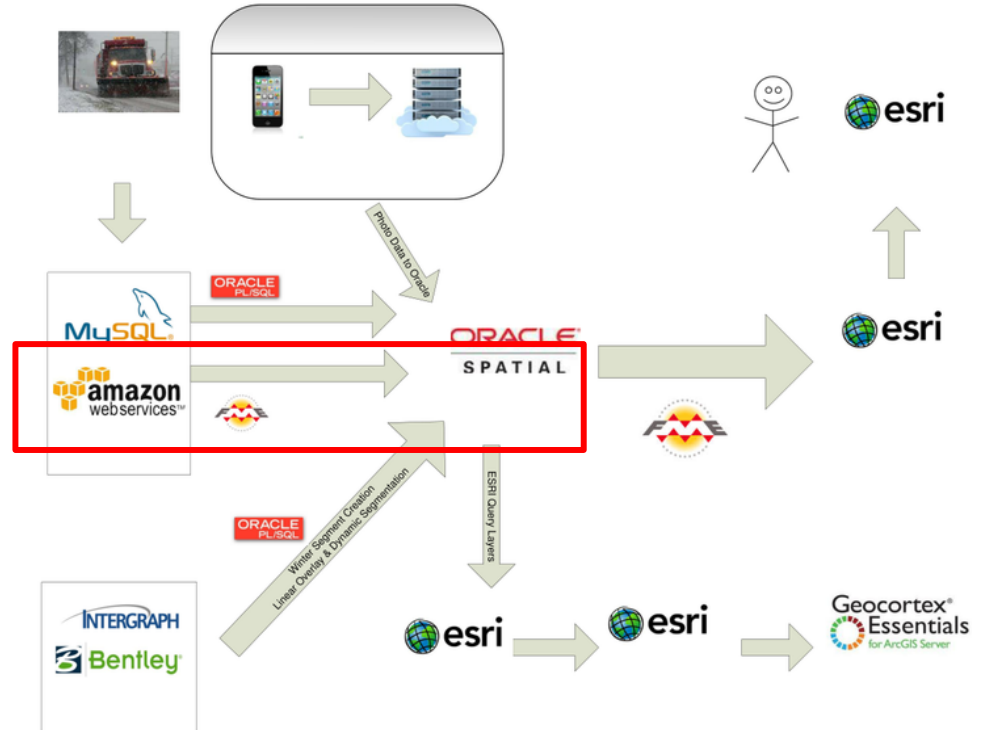 Photo Data to Oracle
ORACLE
PL/SQL
MySQL.
ORACLE
SPATIAL
esri
esri
amazon
webservices™
FME
FME
ORACLE
PL/SQL
Winter Segment Creation
Linear Overlay & Dynamic Segmentation
ESRI Query Layers
INTERGRAPH
Bentley
esri
esri
Geocortex®
Essentials
for ArcGIS Server